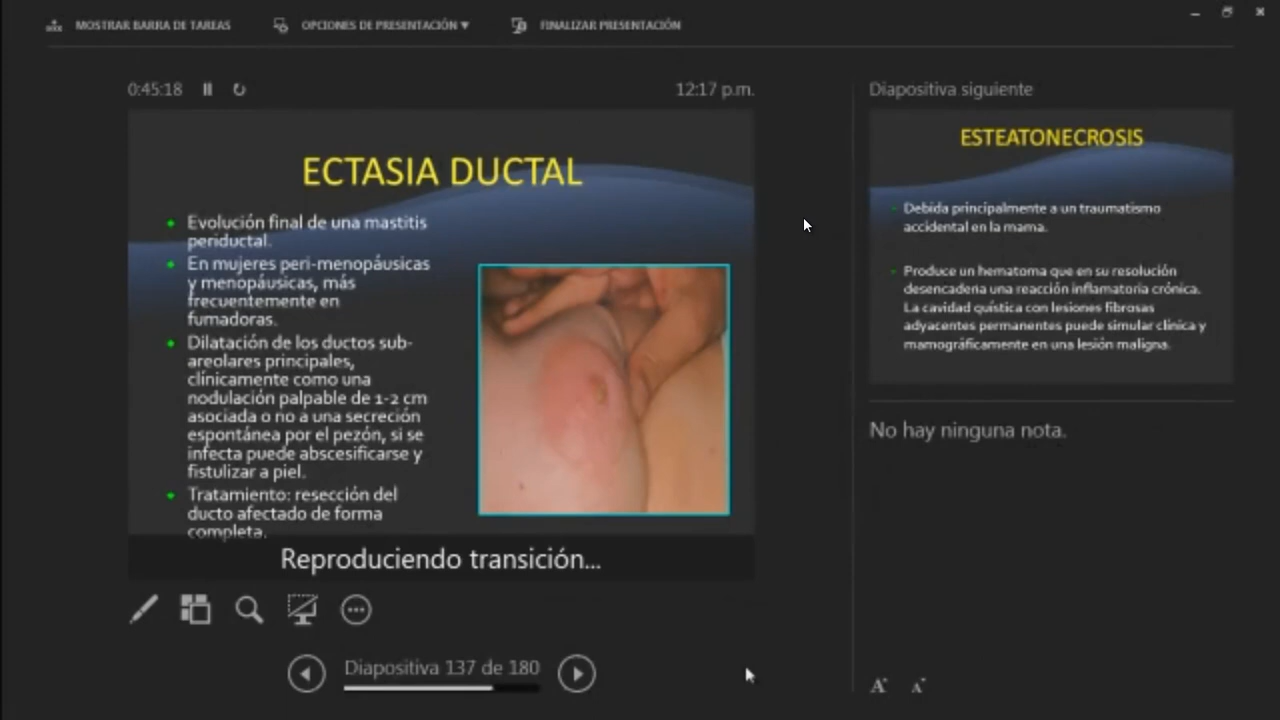 MOSTRAR BARRA DE TAREAS
OPCIONES DE PRESENTACIÓN ▼
FINALIZAR PRESENTACIÓN
0:45:18
12:17 p.m.
ECTASIA DUCTAL
Evolución final de una mastitis
periductal.
En mujeres peri-menopáusicas
y menopáusicas, más
frecuentemente en
fumadoras.
Dilatación de los ductos sub-
areolares principales,
clínicamente como una
nodulación palpable de 1-2 cm
asociada o no a una secreción
espontánea por el pezón, si se
infecta puede abscesificarse y
fistulizar a piel.
Tratamiento: resección del
ducto afectado de forma
completa.
Reproduciendo transición...
Diapositiva 137 de 180
Diapositiva siguiente
ESTEATONECROSIS
Debida principalmente a un traumatismo
accidental en la mama.
Produce un hematoma que en su resolución
desencadena una reacción inflamatoria crónica.
La cavidad quística con lesiones fibrosas
adyacentes permanentes puede simular clínica y
mamográficamente en una lesión maligna.
No hay ninguna nota.
A A